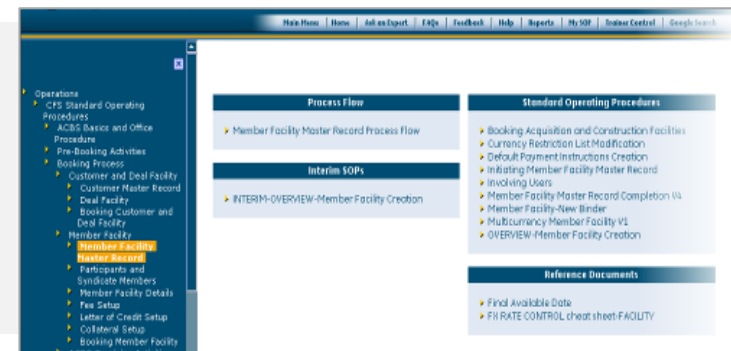 Main Menu | Home | Ask an Expert | FAQs | Feedback | Help | Reports | My SOP | Trainer Control | Google Search
Operations
CFS Standard Operating
Procedures
ACBS Basics and Office
Procedure
Pre-Booking Activities
Booking Process
Customer and Deal Facility
Customer Master Record
Deal Facility
Booking Customer and
Deal Facility
Member Facility
Member Facility
Master Record
Participants and
Syndicate Members
Member Facility Details
Fee Setup
Letter of Credit Setup
Collateral Setup
Booking Member Facility
Process Flow
Member Facility Master Record Process Flow
Interim SOPs
INTERIM-OVERVIEW-Member Facility Creation
Standard Operating Procedures
Booking Acquisition and Construction Facilities
Currency Restriction List Modification
Default Payment Instructions Creation
Initiating Member Facility Master Record
Involving Users
Member Facility Master Record Completion V4
Member Facility-New Binder
Multicurrency Member Facility V1
OVERVIEW-Member Facility Creation
Reference Documents
Final Available Date
FX RATE CONTROL cheat sheet-FACILITY